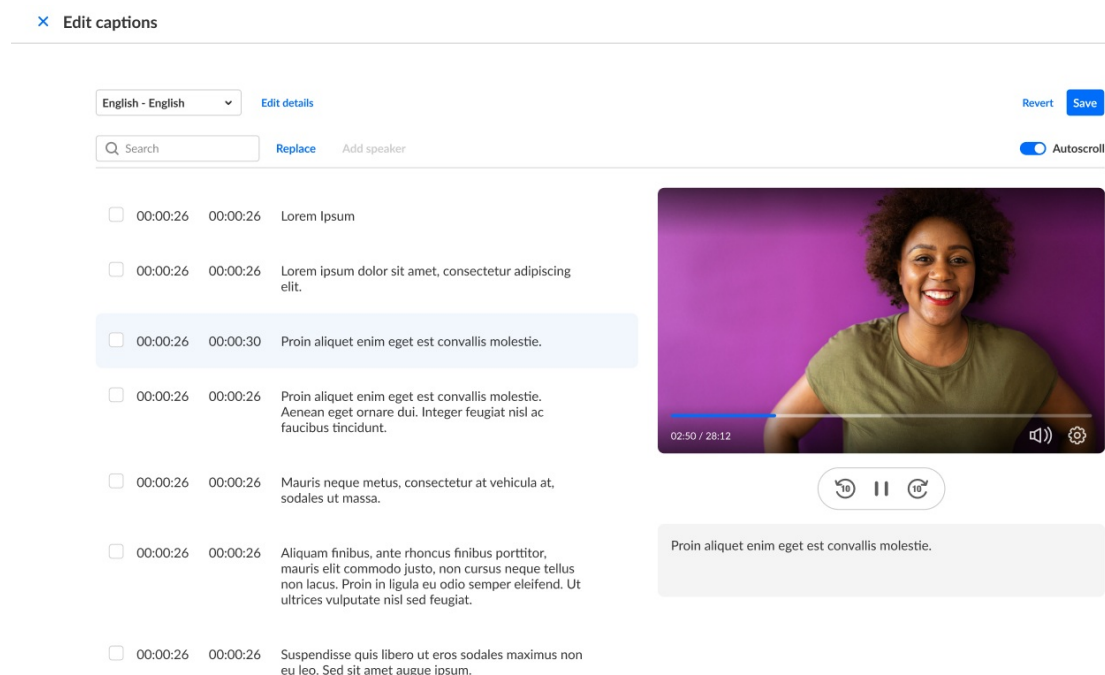 Edit captions
English - English
Edit details
Revert
Save
Search
Replace
Add speaker
Autoscroll
00:00:26 00:00:26 Lorem Ipsum
00:00:26 00:00:26 Lorem ipsum dolor sit amet, consectetur adipiscing
elit.
00:00:26 00:00:30 Proin aliquet enim eget est convallis molestie.
00:00:26 00:00:26 Proin aliquet enim eget est convallis molestie.
Aenean eget ornare dui. Integer feugiat nisl ac
faucibus tincidunt.
00:00:26 00:00:26 Mauris neque metus, consectetur at vehicula at,
sodales ut massa.
00:00:26 00:00:26 Aliquam finibus, ante rhoncus finibus porttitor,
mauris elit commodo justo, non cursus neque tellus
non lacus. Proin in ligula eu odio semper eleifend. Ut
ultrices vulputate nisl sed feugiat.
00:00:26 00:00:26 Suspendisse quis libero ut eros sodales maximus non
eu leo. Sed sit amet augue ipsum.
02:50 / 28:12
10
10
Proin aliquet enim eget est convallis molestie.